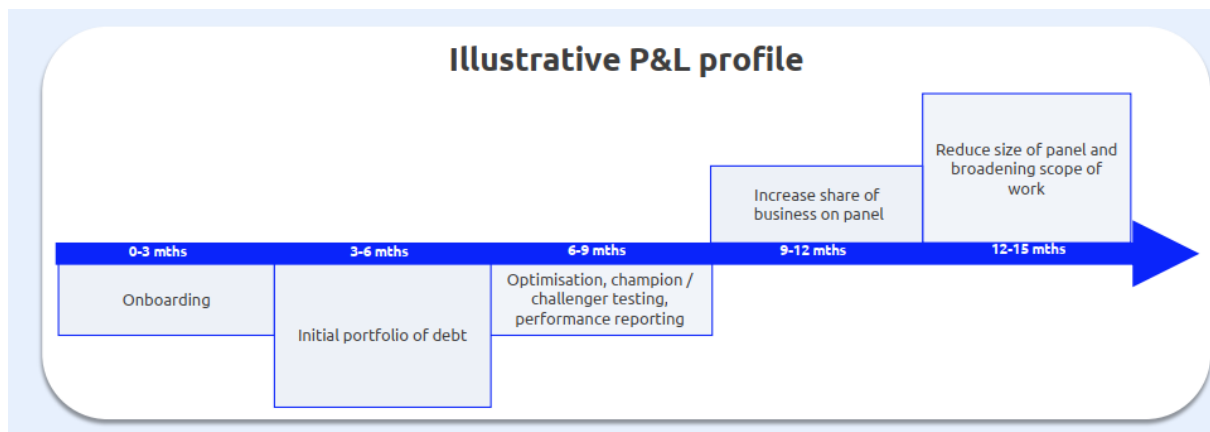 Illustrative P&L profile
Reduce size of panel and
broadening scope of
work
Increase share of
business on panel
0-3 mths
3-6 mths
6-9 mths
9-12 mths
12-15 mths
Onboarding
Initial portfolio of debt
Optimisation, champion /
challenger testing,
performance reporting